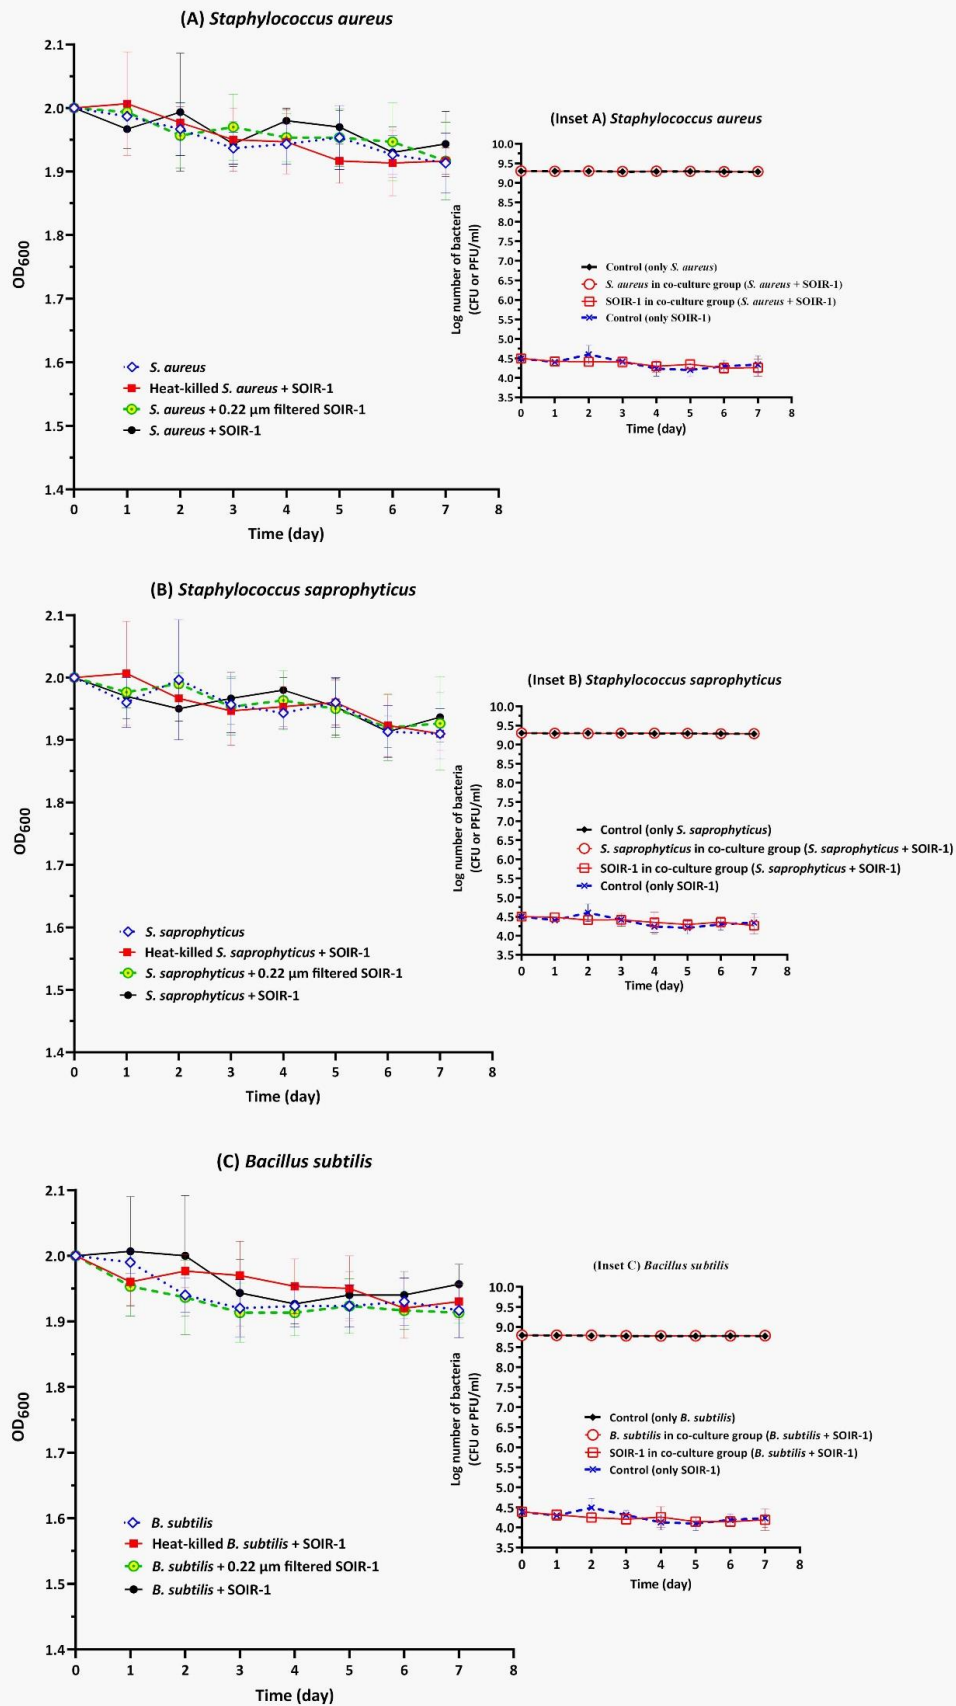 (A) Staphylococcus aureus
2.1
2.0
1.9
1.8
1.7
1.6
1.5
1.4
OD600
S. aureus
Heat-killed S. aureus + SOIR-1
S. aureus + 0.22 µm filtered SOIR-1
S. aureus + SOIR-1
0 1 2 3 4 5 6 7 8
Time (day)
(Inset A) Staphylococcus aureus
10.0
9.5
9.0
8.5
8.0
7.5
7.0
6.5
6.0
5.5
5.0
4.5
4.0
3.5
Log number of bacteria
(CFU or PFU/ml)
Control (only S. aureus)
S. aureus in co-culture group (S. aureus + SOIR-1)
SOIR-1 in co-culture group (S. aureus + SOIR-1)
Control (only SOIR-1)
0 1 2 3 4 5 6 7 8
Time (day)
(B) Staphylococcus saprophyticus
2.1
2.0
1.9
1.8
1.7
1.6
1.5
1.4
OD600
S. saprophyticus
Heat-killed S. saprophyticus + SOIR-1
S. saprophyticus + 0.22 µm filtered SOIR-1
S. saprophyticus + SOIR-1
0 1 2 3 4 5 6 7 8
Time (day)
(Inset B) Staphylococcus saprophyticus
10.0
9.5
9.0
8.5
8.0
7.5
7.0
6.5
6.0
5.5
5.0
4.5
4.0
3.5
Log number of bacteria
(CFU or PFU/ml)
Control (only S. saprophyticus)
S. saprophyticus in co-culture group (S. saprophyticus + SOIR-1)
SOIR-1 in co-culture group (S. saprophyticus + SOIR-1)
Control (only SOIR-1)
0 1 2 3 4 5 6 7 8
Time (day)
(C) Bacillus subtilis
2.1
2.0
1.9
1.8
1.7
1.6
1.5
1.4
OD600
B. subtilis
Heat-killed B. subtilis + SOIR-1
B. subtilis + 0.22 µm filtered SOIR-1
B. subtilis + SOIR-1
0 1 2 3 4 5 6 7 8
Time (day)
(Inset C) Bacillus subtilis
10.0
9.5
9.0
8.5
8.0
7.5
7.0
6.5
6.0
5.5
5.0
4.5
4.0
3.5
Log number of bacteria
(CFU or PFU/ml)
Control (only B. subtilis)
B. subtilis in co-culture group (B. subtilis + SOIR-1)
SOIR-1 in co-culture group (B. subtilis + SOIR-1)
Control (only SOIR-1)
0 1 2 3 4 5 6 7 8
Time (day)